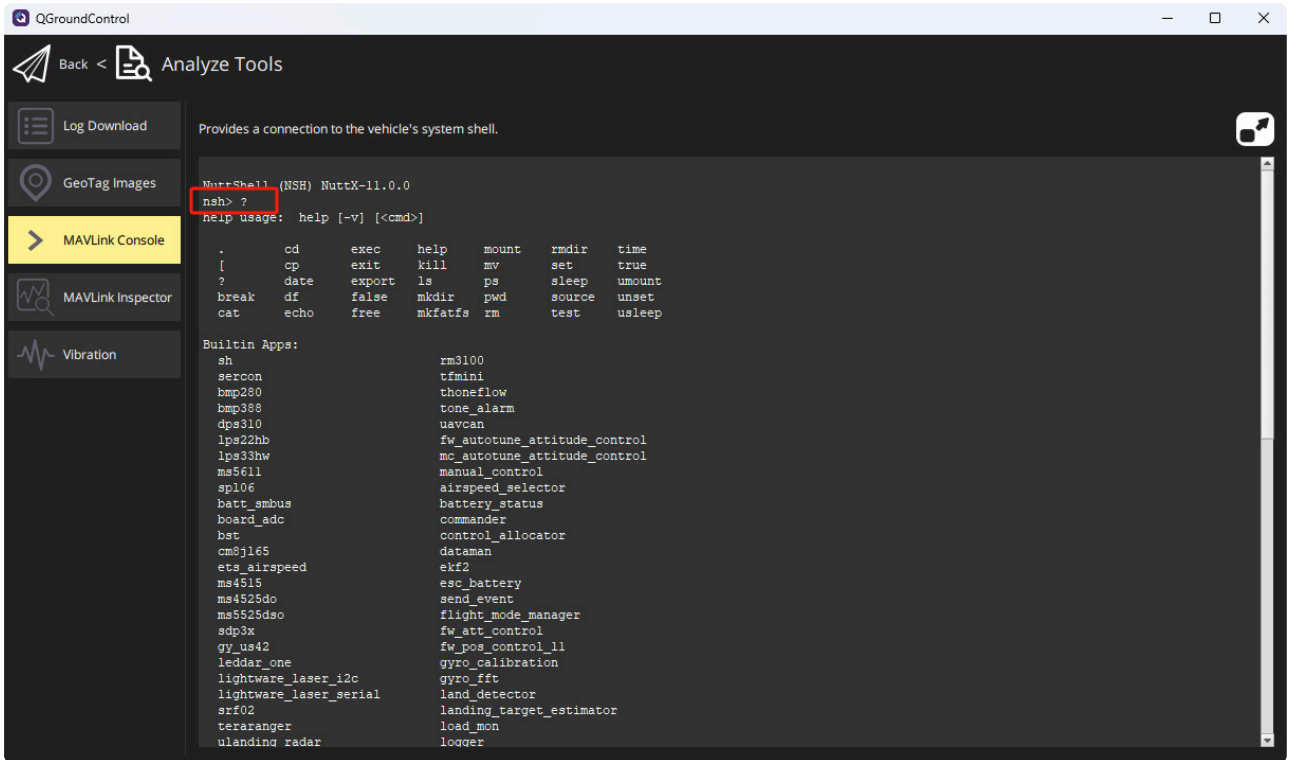 QGroundControl
Back < Analyze Tools
Log Download
GeoTag Images
MAVLink Console
MAVLink Inspector
Vibration
Provides a connection to the vehicle's system shell.
NuttShell (NSH) NuttX-11.0.0
nsh> ?
help usage:  help [-v] [<cmd>]
. cd exec help mount rmdir time
[ cp exit kill mv set true
? date export ls ps sleep umount
break df false mkdir pwd source unset
cat echo free mkfatfs rm test usleep
Builtin Apps:
sh rm3100
sercon tfmini
bmp280 thoneflow
bmp388 tone_alarm
dps310 uavcan
lps22hb fw_autotune_attitude_control
lps33hw mc_autotune_attitude_control
ms5611 manual_control
spl06 airspeed_selector
batt_smbus battery_status
board_adc commander
bst control_allocator
cm8jl65 dataman
ets_airspeed ekf2
ms4515 esc_battery
ms4525do send_event
ms5525dso flight_mode_manager
sdp3x fw_att_control
gy_us42 fw_pos_control_l1
leddar_one gyro_calibration
lightware_laser_i2c gyro_fft
lightware_laser_serial land_detector
srf02 landing_target_estimator
teraranger load_mon
ulanding_radar logger